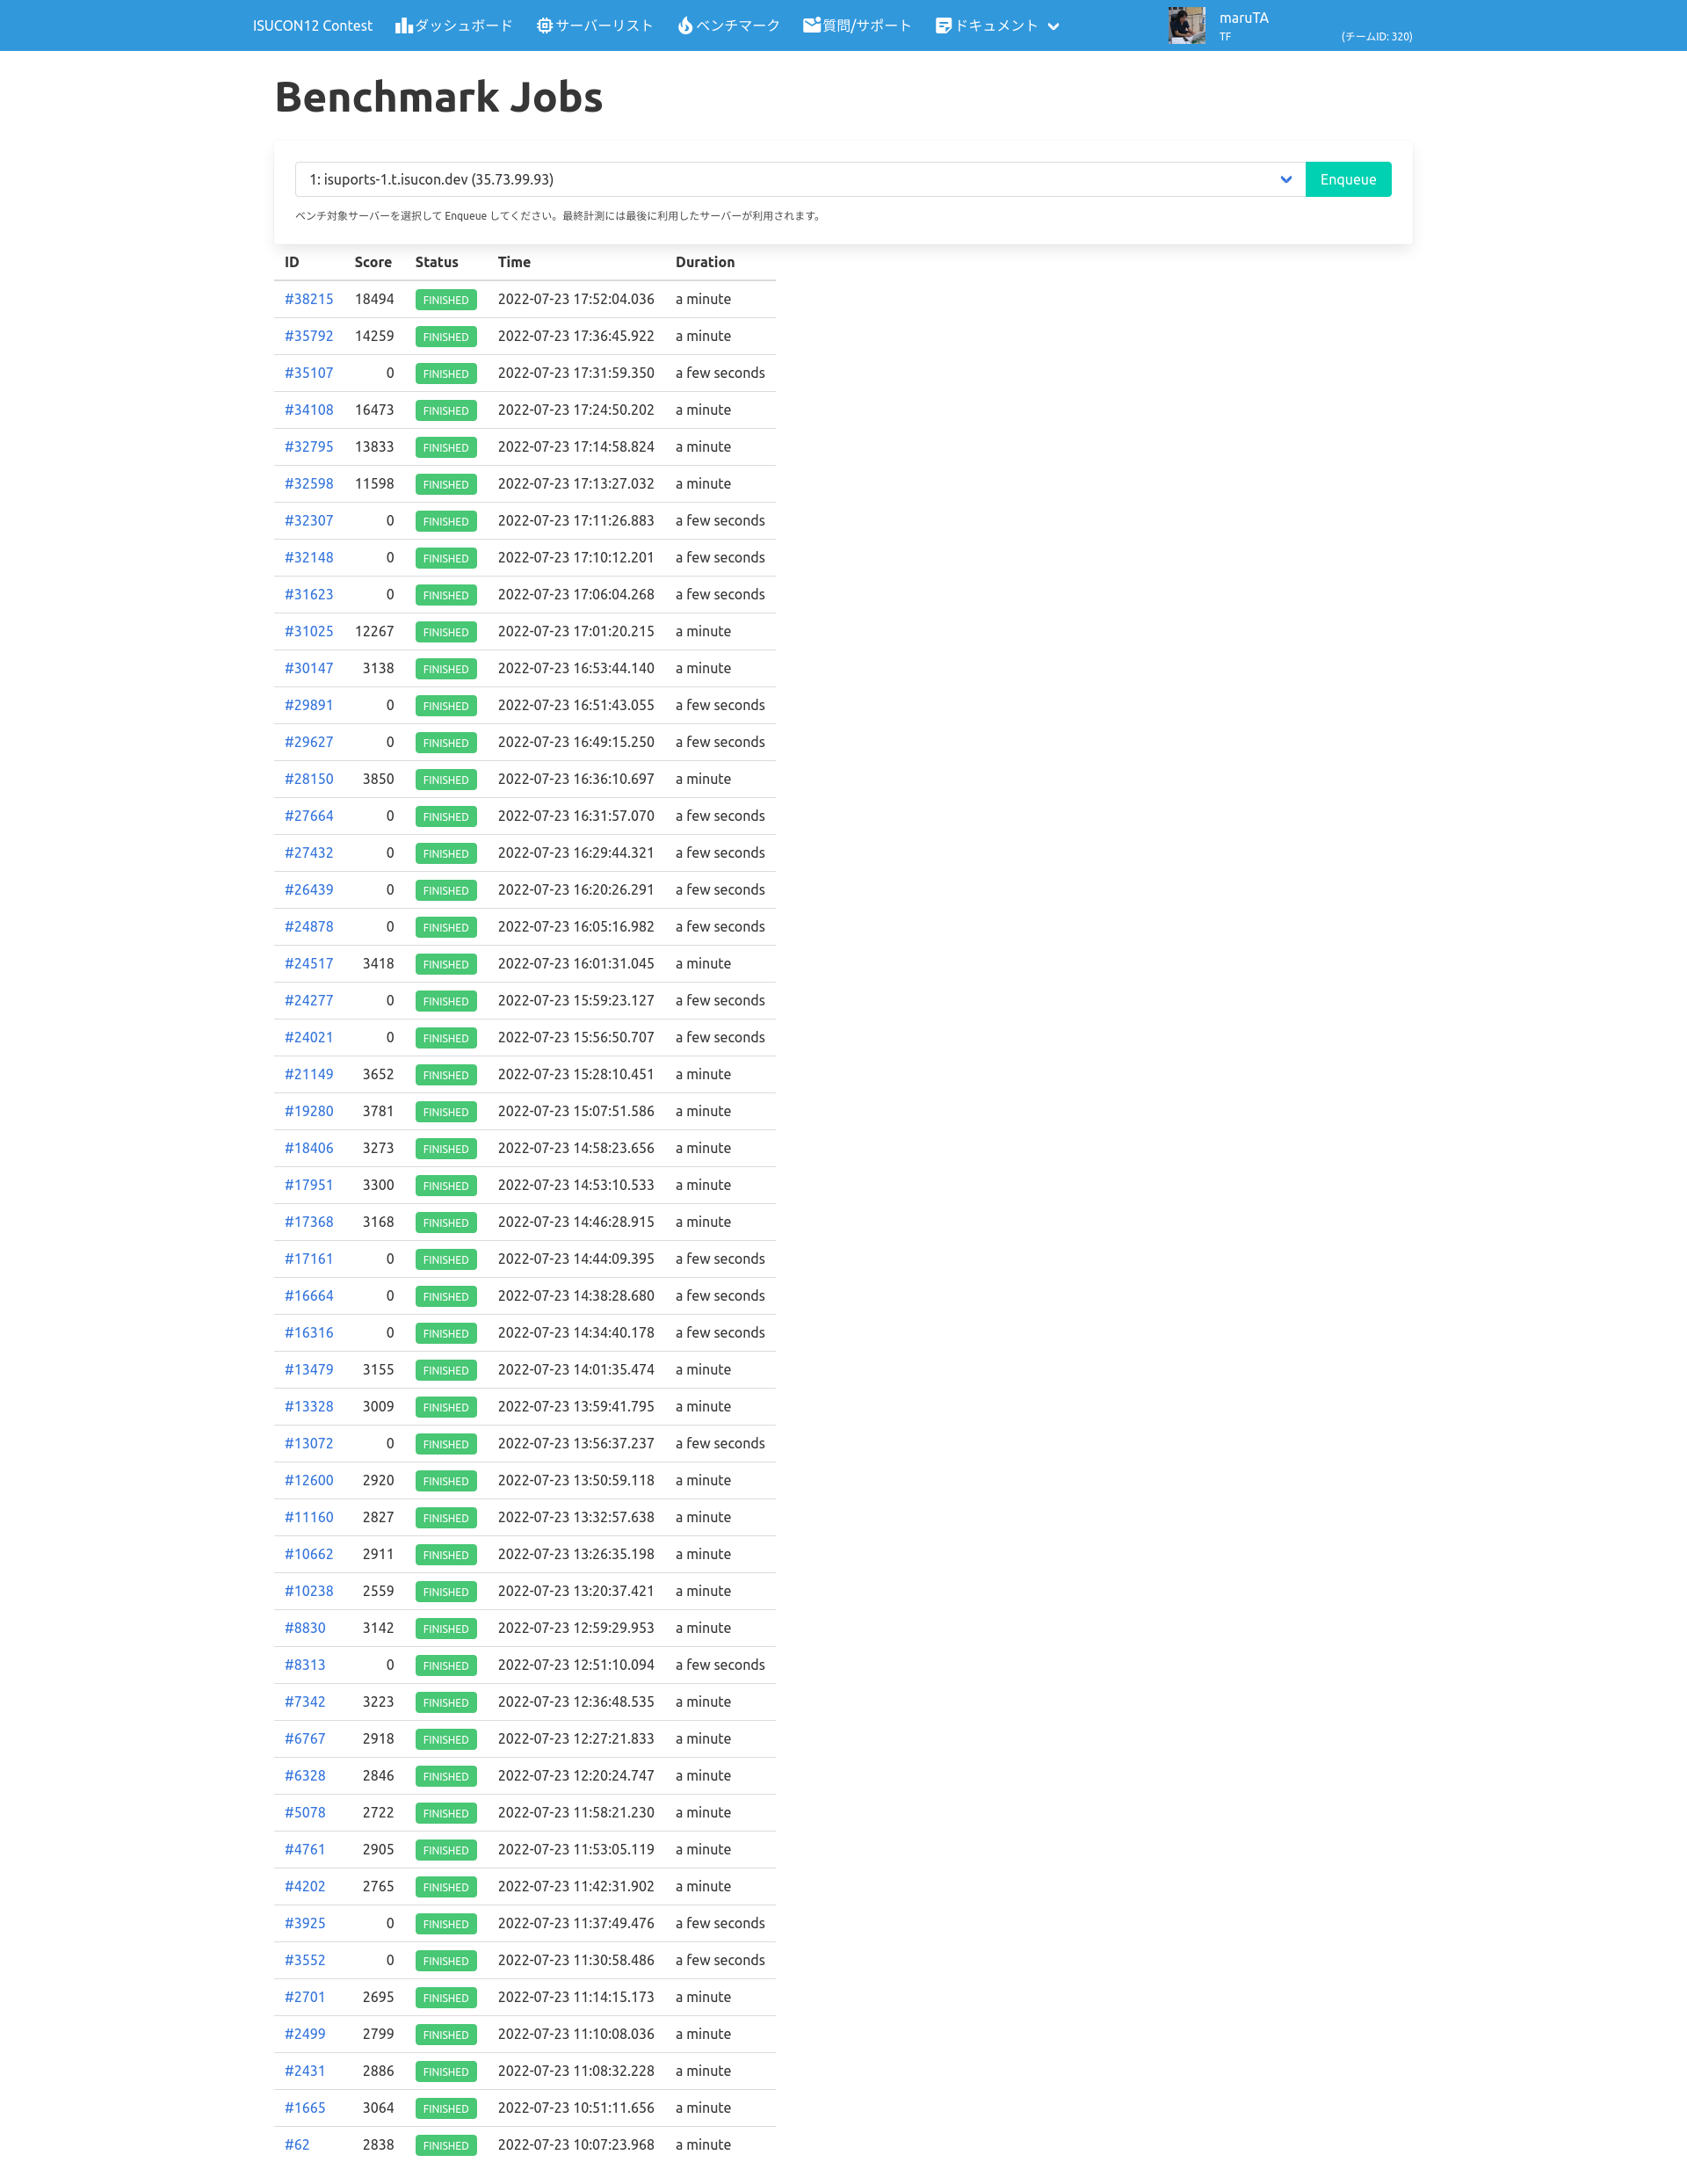 ISUCON12 Contest ダッシュボード サーバーリスト ベンチマーク 質問/サポート ドキュメント maruTA
TF (チームID: 320)
Benchmark Jobs
1: isuports-1.t.isucon.dev (35.73.99.93) Enqueue
ベンチ対象サーバーを選択して Enqueue してください。最終計測には最後に利用したサーバーが利用されます。
ID Score Status Time Duration
#38215 18494 FINISHED 2022-07-23 17:52:04.036 a minute
#35792 14259 FINISHED 2022-07-23 17:36:45.922 a minute
#35107 0 FINISHED 2022-07-23 17:31:59.350 a few seconds
#34108 16473 FINISHED 2022-07-23 17:24:50.202 a minute
#32795 13833 FINISHED 2022-07-23 17:14:58.824 a minute
#32598 11598 FINISHED 2022-07-23 17:13:27.032 a minute
#32307 0 FINISHED 2022-07-23 17:11:26.883 a few seconds
#32148 0 FINISHED 2022-07-23 17:10:12.201 a few seconds
#31623 0 FINISHED 2022-07-23 17:06:04.268 a few seconds
#31025 12267 FINISHED 2022-07-23 17:01:20.215 a minute
#30147 3138 FINISHED 2022-07-23 16:53:44.140 a minute
#29891 0 FINISHED 2022-07-23 16:51:43.055 a few seconds
#29627 0 FINISHED 2022-07-23 16:49:15.250 a few seconds
#28150 3850 FINISHED 2022-07-23 16:36:10.697 a minute
#27664 0 FINISHED 2022-07-23 16:31:57.070 a few seconds
#27432 0 FINISHED 2022-07-23 16:29:44.321 a few seconds
#26439 0 FINISHED 2022-07-23 16:20:26.291 a few seconds
#24878 0 FINISHED 2022-07-23 16:05:16.982 a few seconds
#24517 3418 FINISHED 2022-07-23 16:01:31.045 a minute
#24277 0 FINISHED 2022-07-23 15:59:23.127 a few seconds
#24021 0 FINISHED 2022-07-23 15:56:50.707 a few seconds
#21149 3652 FINISHED 2022-07-23 15:28:10.451 a minute
#19280 3781 FINISHED 2022-07-23 15:07:51.586 a minute
#18406 3273 FINISHED 2022-07-23 14:58:23.656 a minute
#17951 3300 FINISHED 2022-07-23 14:53:10.533 a minute
#17368 3168 FINISHED 2022-07-23 14:46:28.915 a minute
#17161 0 FINISHED 2022-07-23 14:44:09.395 a few seconds
#16664 0 FINISHED 2022-07-23 14:38:28.680 a few seconds
#16316 0 FINISHED 2022-07-23 14:34:40.178 a few seconds
#13479 3155 FINISHED 2022-07-23 14:01:35.474 a minute
#13328 3009 FINISHED 2022-07-23 13:59:41.795 a minute
#13072 0 FINISHED 2022-07-23 13:56:37.237 a few seconds
#12600 2920 FINISHED 2022-07-23 13:50:59.118 a minute
#11160 2827 FINISHED 2022-07-23 13:32:57.638 a minute
#10662 2911 FINISHED 2022-07-23 13:26:35.198 a minute
#10238 2559 FINISHED 2022-07-23 13:20:37.421 a minute
#8830 3142 FINISHED 2022-07-23 12:59:29.953 a minute
#8313 0 FINISHED 2022-07-23 12:51:10.094 a few seconds
#7342 3223 FINISHED 2022-07-23 12:36:48.535 a minute
#6767 2918 FINISHED 2022-07-23 12:27:21.833 a minute
#6328 2846 FINISHED 2022-07-23 12:20:24.747 a minute
#5078 2722 FINISHED 2022-07-23 11:58:21.230 a minute
#4761 2905 FINISHED 2022-07-23 11:53:05.119 a minute
#4202 2765 FINISHED 2022-07-23 11:42:31.902 a minute
#3925 0 FINISHED 2022-07-23 11:37:49.476 a few seconds
#3552 0 FINISHED 2022-07-23 11:30:58.486 a few seconds
#2701 2695 FINISHED 2022-07-23 11:14:15.173 a minute
#2499 2799 FINISHED 2022-07-23 11:10:08.036 a minute
#2431 2886 FINISHED 2022-07-23 11:08:32.228 a minute
#1665 3064 FINISHED 2022-07-23 10:51:11.656 a minute
#62 2838 FINISHED 2022-07-23 10:07:23.968 a minute